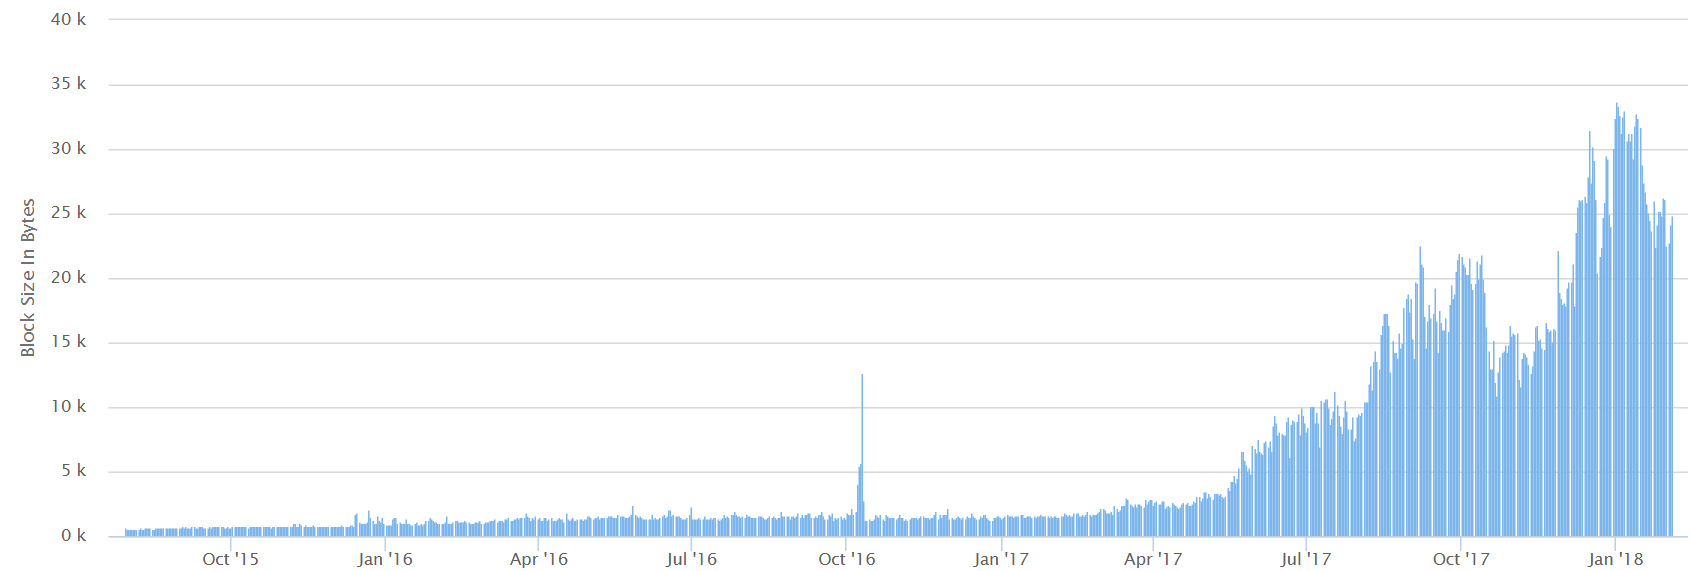 40 k
35 k
30 k
25 k
20 k
15 k
10 k
5 k
0 k
Block Size In Bytes
Oct '15
Jan '16
Apr '16
Jul '16
Oct '16
Jan '17
Apr '17
Jul '17
Oct '17
Jan '18